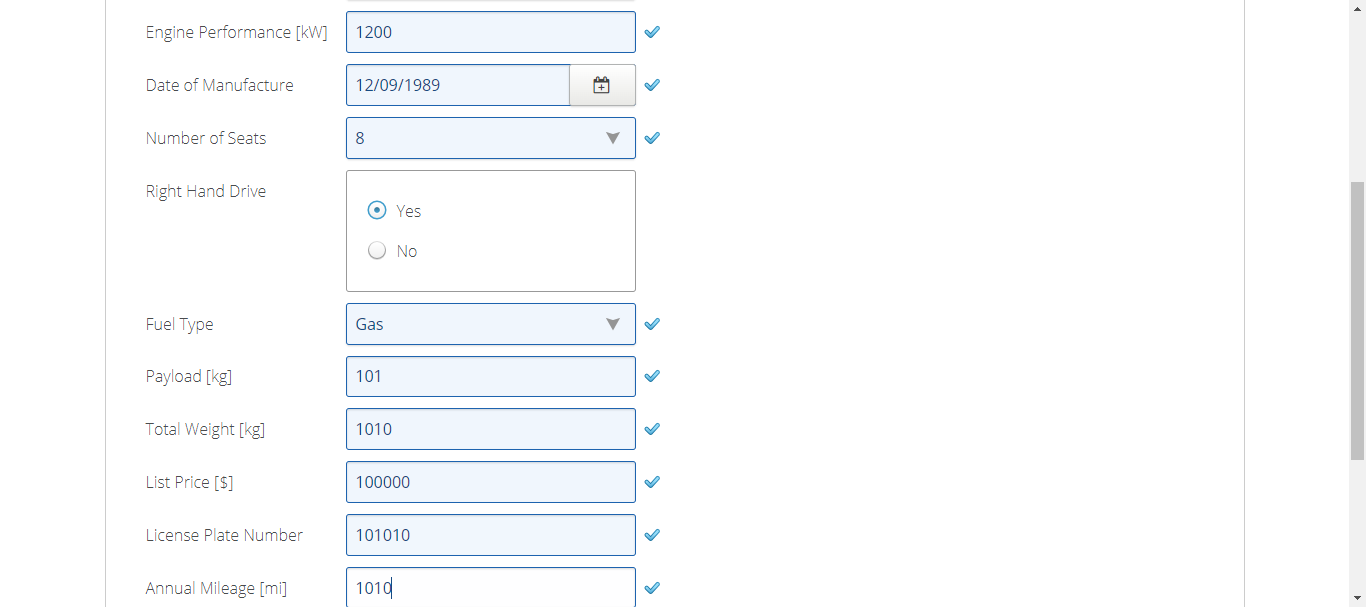 Engine Performance [kW] 1200
Date of Manufacture 12/09/1989
Number of Seats 8
Right Hand Drive
Yes
No
Fuel Type Gas
Payload [kg] 101
Total Weight [kg] 1010
List Price [$] 100000
License Plate Number 101010
Annual Mileage [mi] 1010